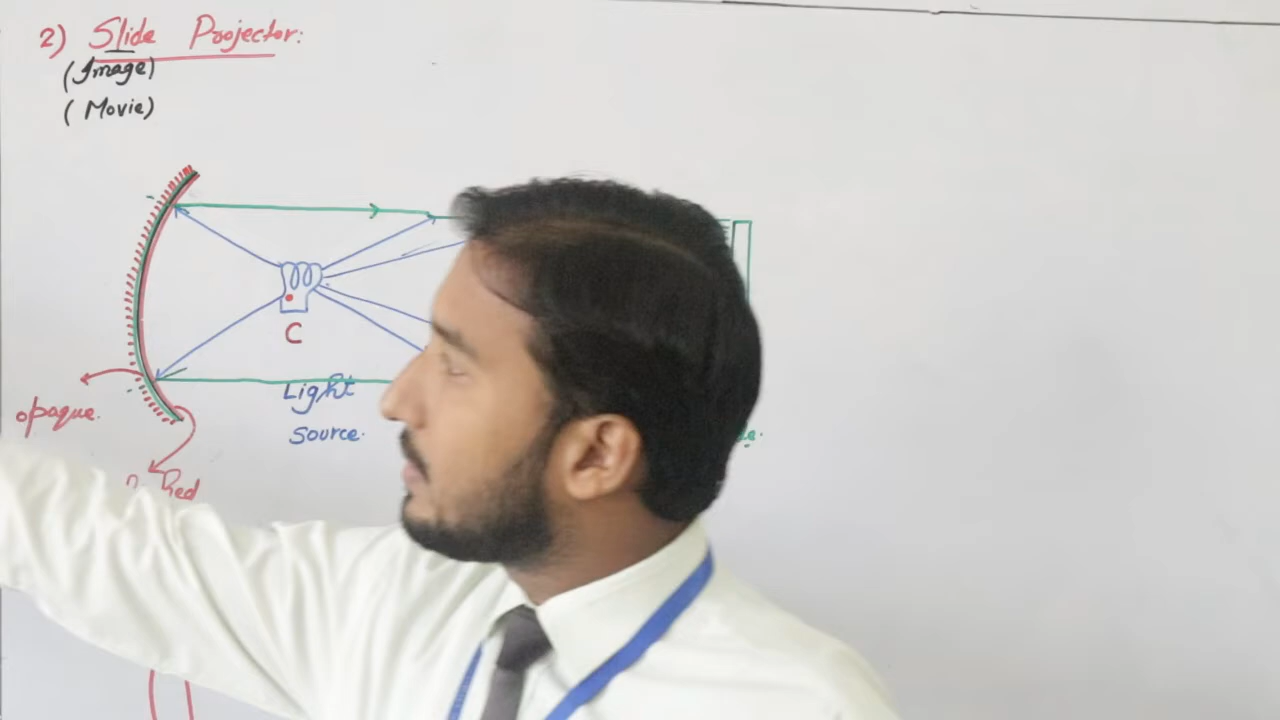 2) Slide Projector:
(Image)
(Movie)
C
Light
Source.
opaque.